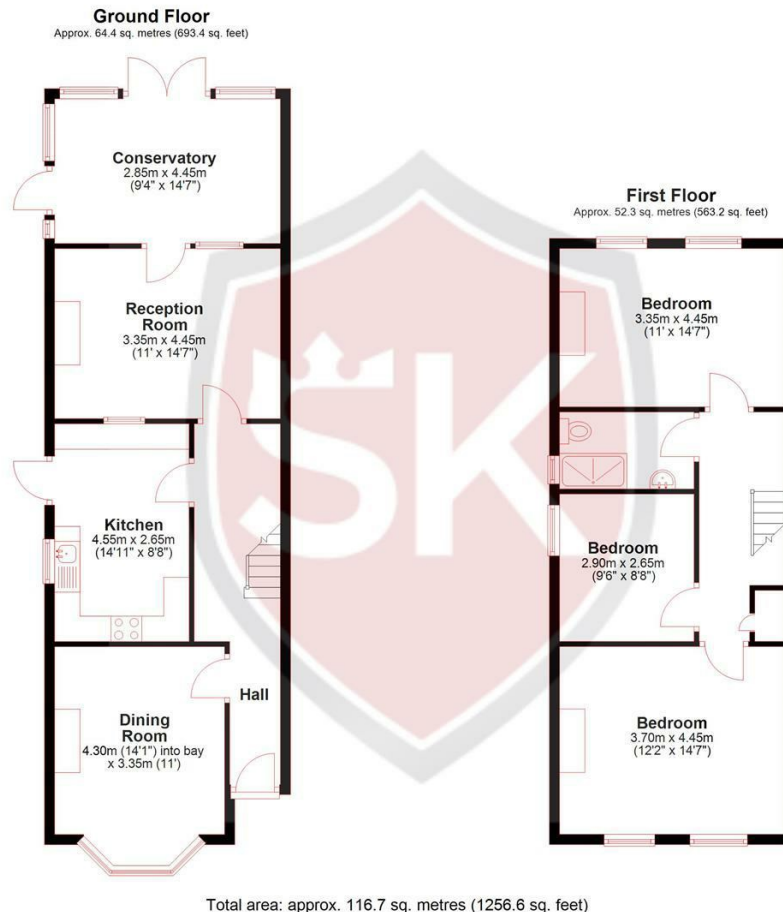 Ground Floor
Approx. 64.4 sq. metres (693.4 sq. feet)
Conservatory
2.85m x 4.45m
(9'4" x 14'7")
Reception
Room
3.35m x 4.45m
(11' x 14'7")
Kitchen
4.55m x 2.65m
(14'11" x 8'8")
Hall
Dining
Room
4.30m (14'1") into bay
x 3.35m (11')
First Floor
Approx. 52.3 sq. metres (563.2 sq. feet)
Bedroom
3.35m x 4.45m
(11' x 14'7")
Bedroom
2.90m x 2.65m
(9'6" x 8'8")
Bedroom
3.70m x 4.45m
(12'2" x 14'7")
SK
Total area: approx. 116.7 sq. metres (1256.6 sq. feet)